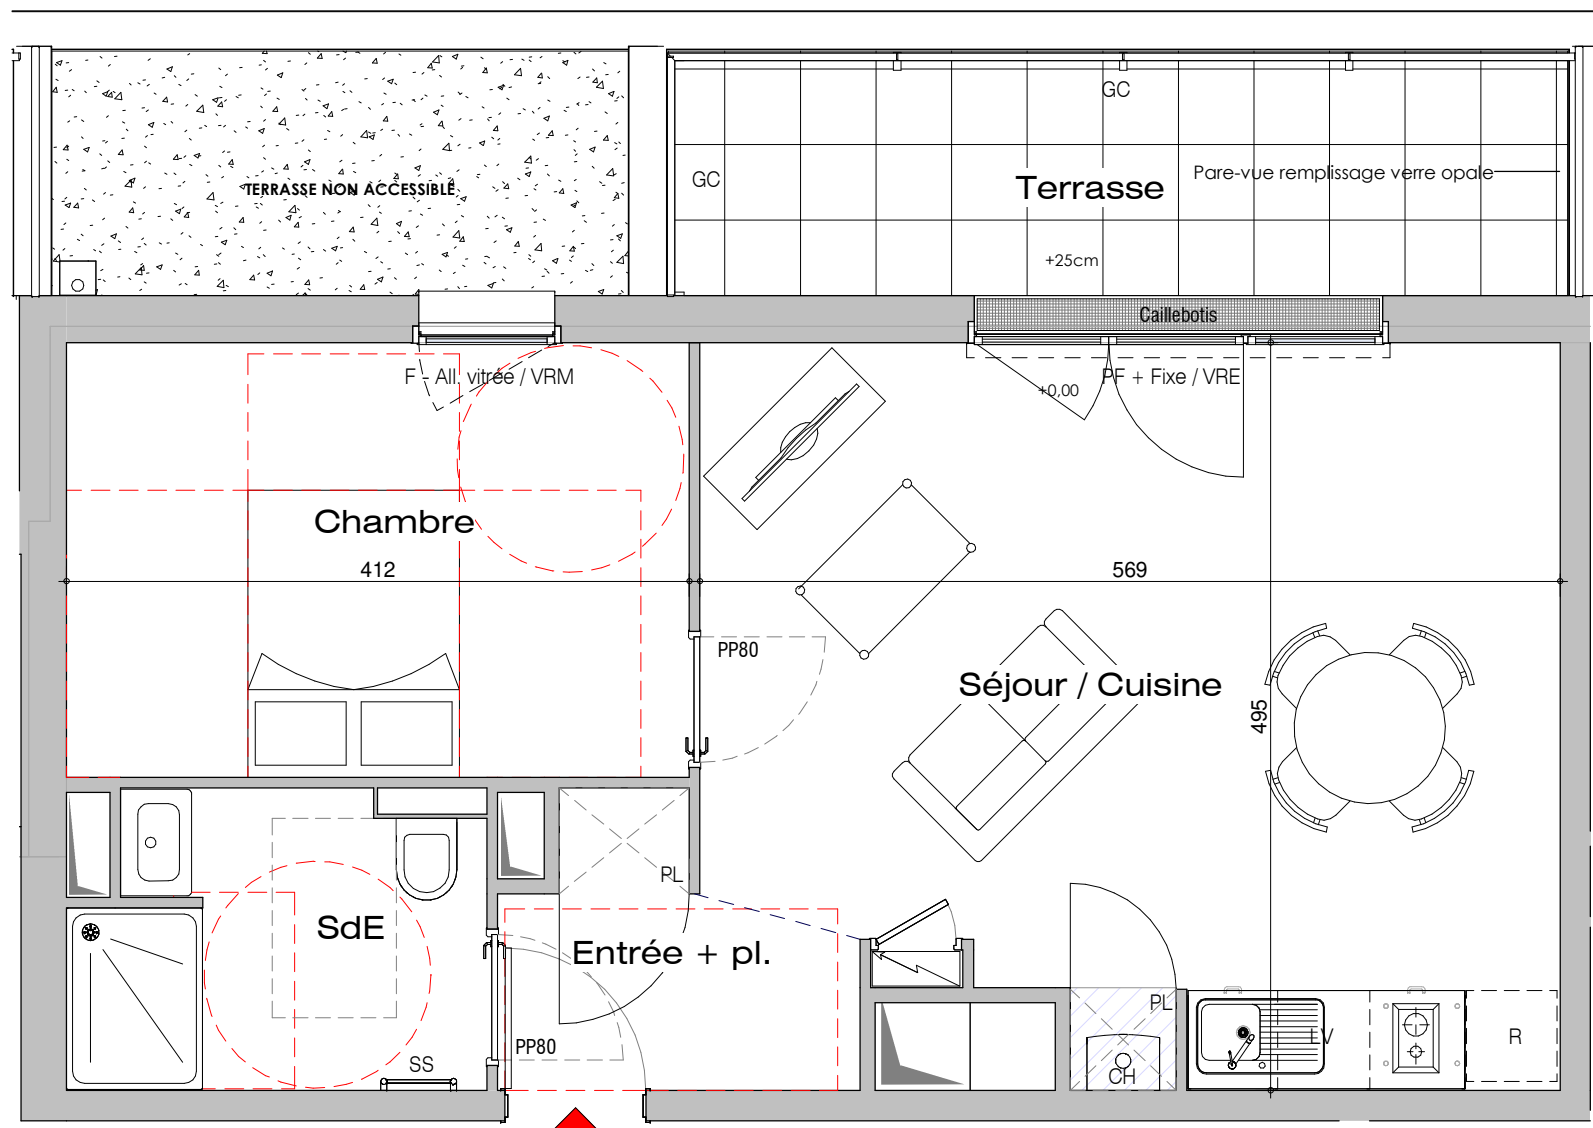 GC
GC
Terrasse
Pare-vue remplissage verre opale
TERRASSE NON ACCESSIBLE
+25cm
Caillebotis
F - All. vitrée / VRM
PF + Fixe / VRE
+0,00
Chambre
412
569
PP80
Séjour / Cuisine
495
PL
SdE
Entrée + pl.
PL
PP80
SS
CH
LV
R